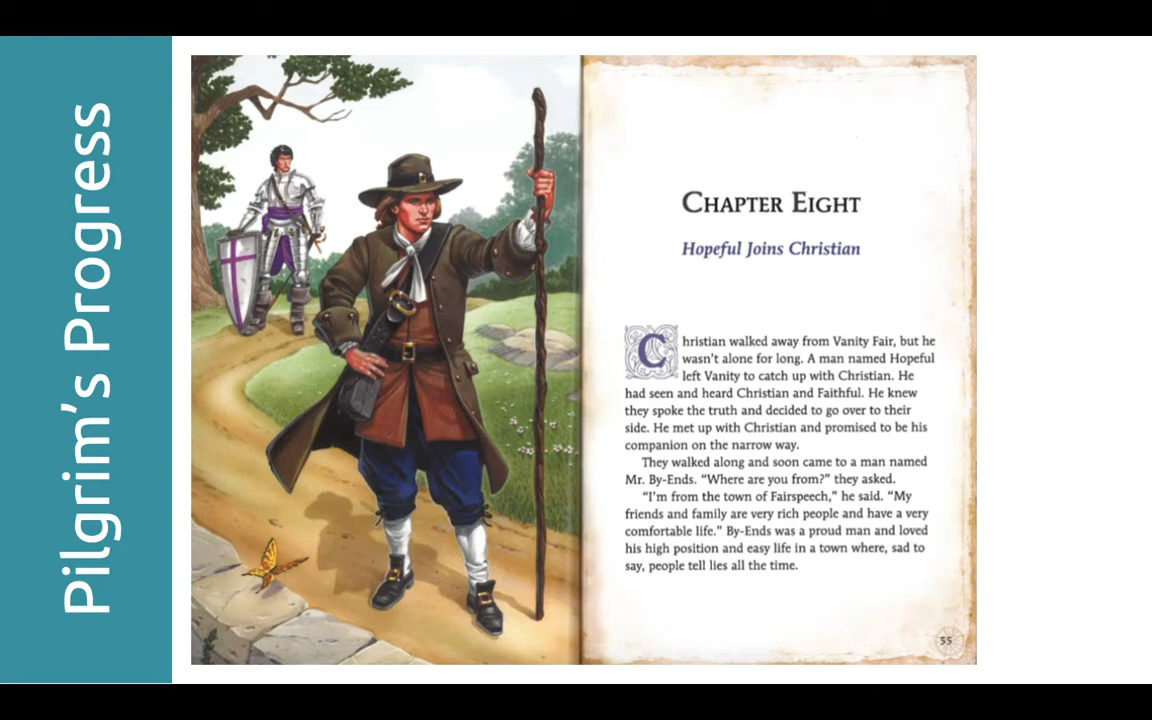 Pilgrim's Progress
CHAPTER EIGHT
Hopeful Joins Christian
Christian walked away from Vanity Fair, but he
wasn't alone for long. A man named Hopeful
left Vanity to catch up with Christian. He
had seen and heard Christian and Faithful. He knew
they spoke the truth and decided to go over to their
side. He met up with Christian and promised to be his
companion on the narrow way.
They walked along and soon came to a man named
Mr. By-Ends. “Where are you from?” they asked.
“I'm from the town of Fairspeech,” he said. “My
friends and family are very rich people and have a very
comfortable life.” By-Ends was a proud man and loved
his high position and easy life in a town where, sad to
say, people tell lies all the time.
55